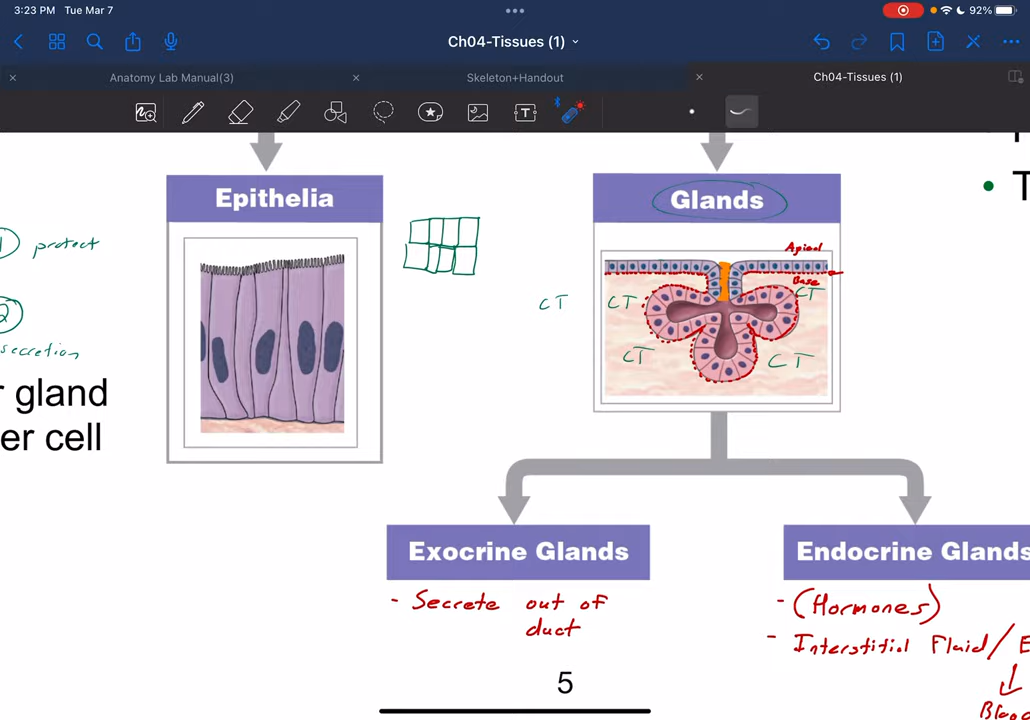 3:23 PM Tue Mar 7
92%
Ch04-Tissues (1)
Anatomy Lab Manual(3)
Skeleton+Handout
Ch04-Tissues (1)
Epithelia
Glands
protect
secretion
r gland
er cell
CT
CT
CT
CT
CT
Apical
Base
Exocrine Glands
- Secrete out of
duct
Endocrine Glands
- (Hormones)
- Interstitial Fluid/ E
Blood
5